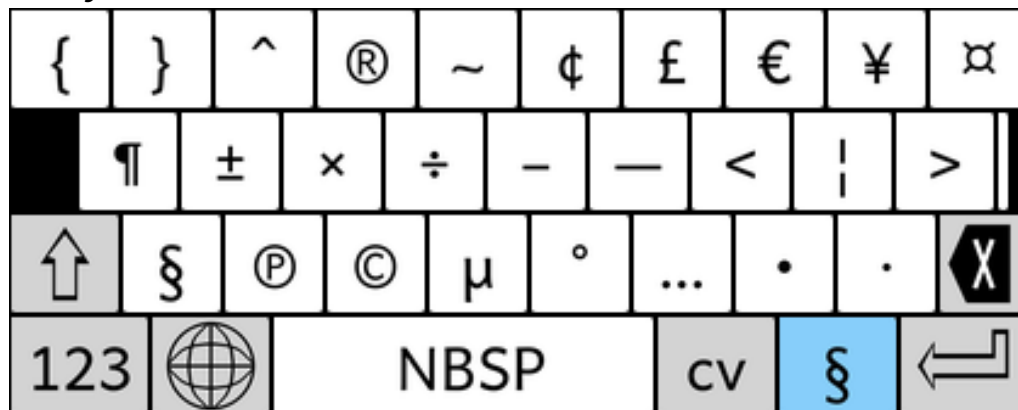 { } ^ ® ~ ¢ £ € ¥ ¤
¶ ± × ÷ – — < ¦ >
§ ℗ © µ ° … • ·
123 NBSP cv §